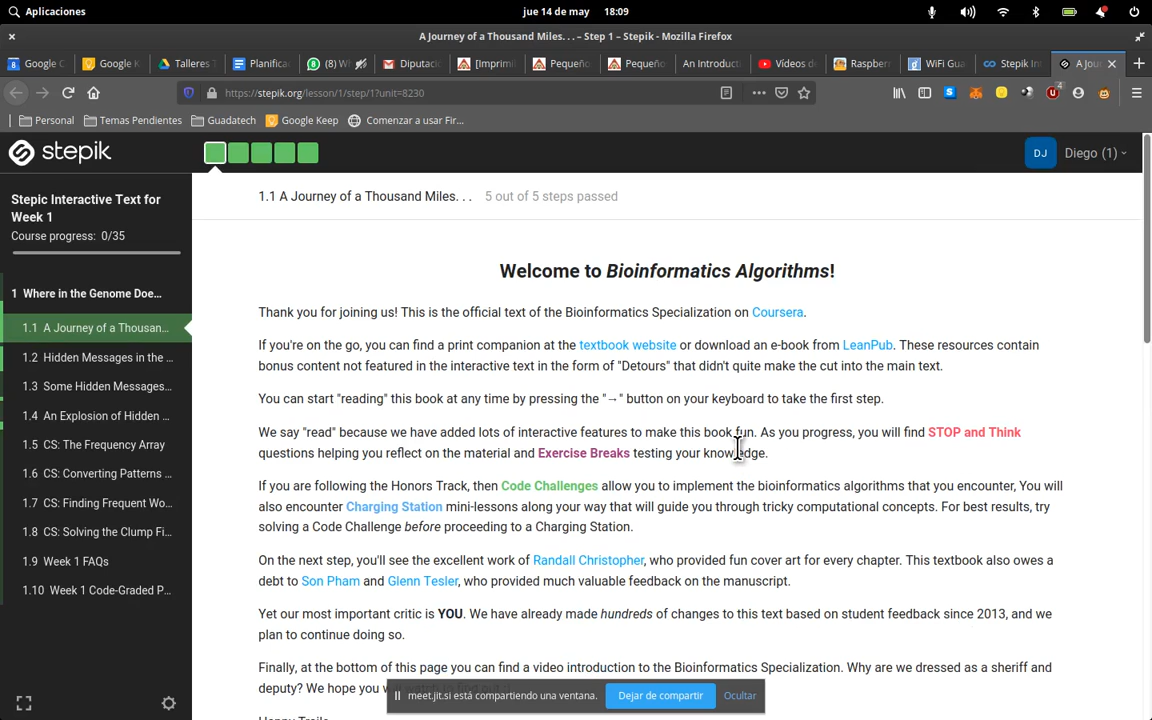 Aplicaciones
jue 14 de may 18:09
A Journey of a Thousand Miles. . . – Step 1 – Stepik - Mozilla Firefox
Google C
Google K
Talleres T
Planifica
(8) W
Diputaci
[Imprimi
Pequeño
Pequeño
An Introducti
Vídeos d
Raspberr
WiFi Gua
Stepik In
A Jou
https://stepik.org/lesson/1/step/1?unit=8230
Personal
Temas Pendientes
Guadatech
Google Keep
Comenzar a usar Fir...
stepik
DJ
Diego (1)
Stepic Interactive Text for
Week 1
Course progress: 0/35
1 Where in the Genome Doe...
1.1 A Journey of a Thousan...
1.2 Hidden Messages in the ...
1.3 Some Hidden Messages...
1.4 An Explosion of Hidden ...
1.5 CS: The Frequency Array
1.6 CS: Converting Patterns ...
1.7 CS: Finding Frequent Wo...
1.8 CS: Solving the Clump Fi...
1.9 Week 1 FAQs
1.10 Week 1 Code-Graded P...
1.1 A Journey of a Thousand Miles. . . 5 out of 5 steps passed
Welcome to Bioinformatics Algorithms!
Thank you for joining us! This is the official text of the Bioinformatics Specialization on Coursera.
If you're on the go, you can find a print companion at the textbook website or download an e-book from LeanPub. These resources contain
bonus content not featured in the interactive text in the form of "Detours" that didn't quite make the cut into the main text.
You can start "reading" this book at any time by pressing the "→" button on your keyboard to take the first step.
We say "read" because we have added lots of interactive features to make this book fun. As you progress, you will find STOP and Think
questions helping you reflect on the material and Exercise Breaks testing your knowledge.
If you are following the Honors Track, then Code Challenges allow you to implement the bioinformatics algorithms that you encounter, You will
also encounter Charging Station mini-lessons along your way that will guide you through tricky computational concepts. For best results, try
solving a Code Challenge before proceeding to a Charging Station.
On the next step, you'll see the excellent work of Randall Christopher, who provided fun cover art for every chapter. This textbook also owes a
debt to Son Pham and Glenn Tesler, who provided much valuable feedback on the manuscript.
Yet our most important critic is YOU. We have already made hundreds of changes to this text based on student feedback since 2013, and we
plan to continue doing so.
Finally, at the bottom of this page you can find a video introduction to the Bioinformatics Specialization. Why are we dressed as a sheriff and
deputy? We hope you
meet.jit.si está compartiendo una ventana.
Dejar de compartir
Ocultar